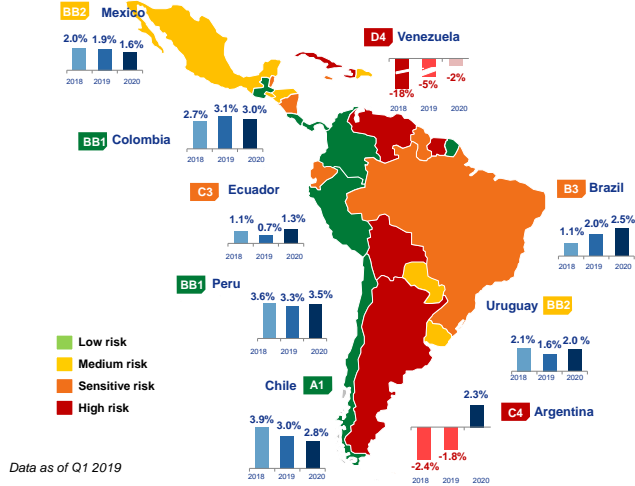 BB2 Mexico
2.0% 1.9% 1.6%
2018 2019 2020
D4 Venezuela
-18% -5% -2%
2018 2019 2020
BB1 Colombia
2.7% 3.1% 3.0%
2018 2019 2020
C3 Ecuador
1.1% 0.7% 1.3%
2018 2019 2020
B3 Brazil
1.1% 2.0% 2.5%
2018 2019 2020
BB1 Peru
3.6% 3.3% 3.5%
2018 2019 2020
Uruguay BB2
2.1% 1.6% 2.0 %
2018 2019 2020
Low risk
Medium risk
Sensitive risk
High risk
Chile A1
3.9% 3.0% 2.8%
2018 2019 2020
C4 Argentina
-2.4% -1.8% 2.3%
2018 2019 2020
Data as of Q1 2019